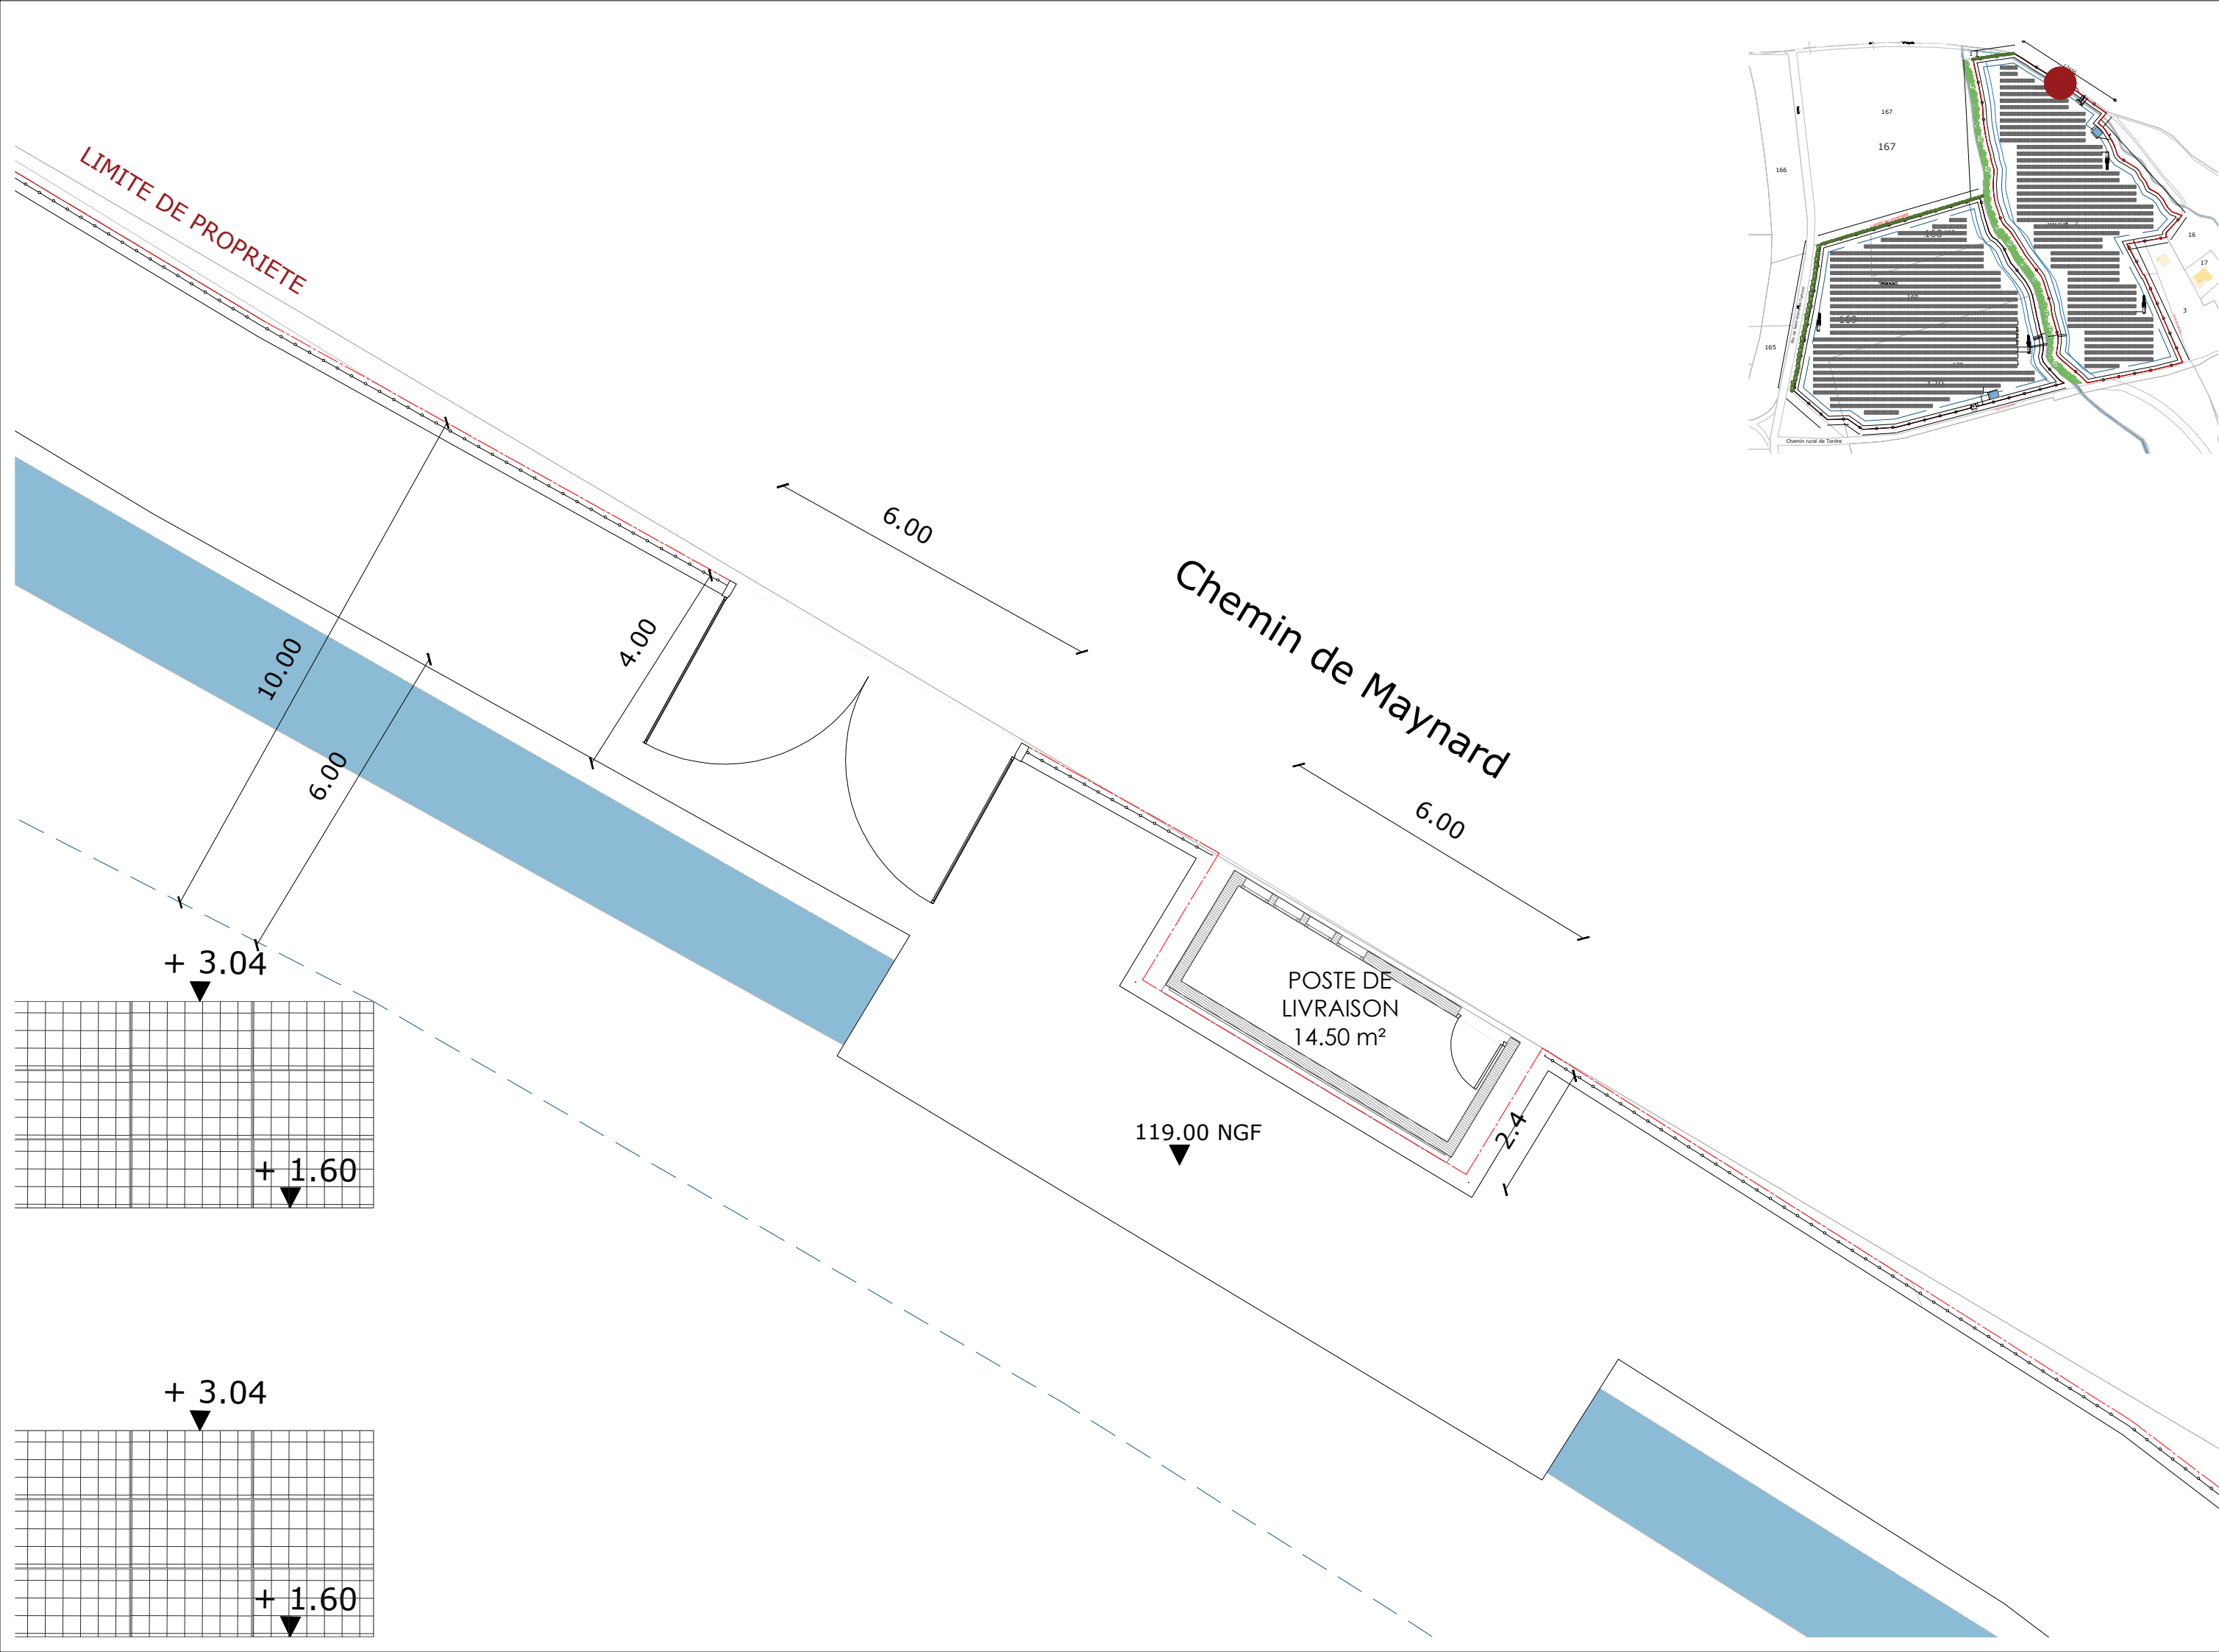 LIMITE DE PROPRIETE
167
167
166
16
17
3
169
169
165
Chemin rural de Tordre
6.00
Chemin de Maynard
10.00
4.00
6.00
6.00
POSTE DE
LIVRAISON
14.50 m²
2.4
119.00 NGF
+ 3.04
+ 1.60
+ 3.04
+ 1.60